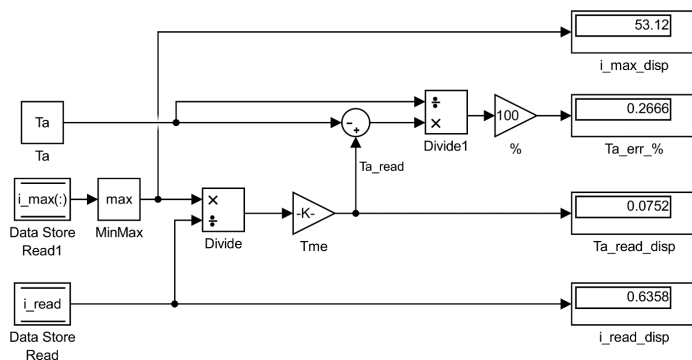 53.12
i_max_disp
Ta
Ta
÷
×
Divide1
100
%
0.2666
Ta_err_%
-
+
Ta_read
i_max(:)
Data Store
Read1
max
MinMax
×
÷
Divide
-K-
Tme
0.0752
Ta_read_disp
i_read
Data Store
Read
0.6358
i_read_disp